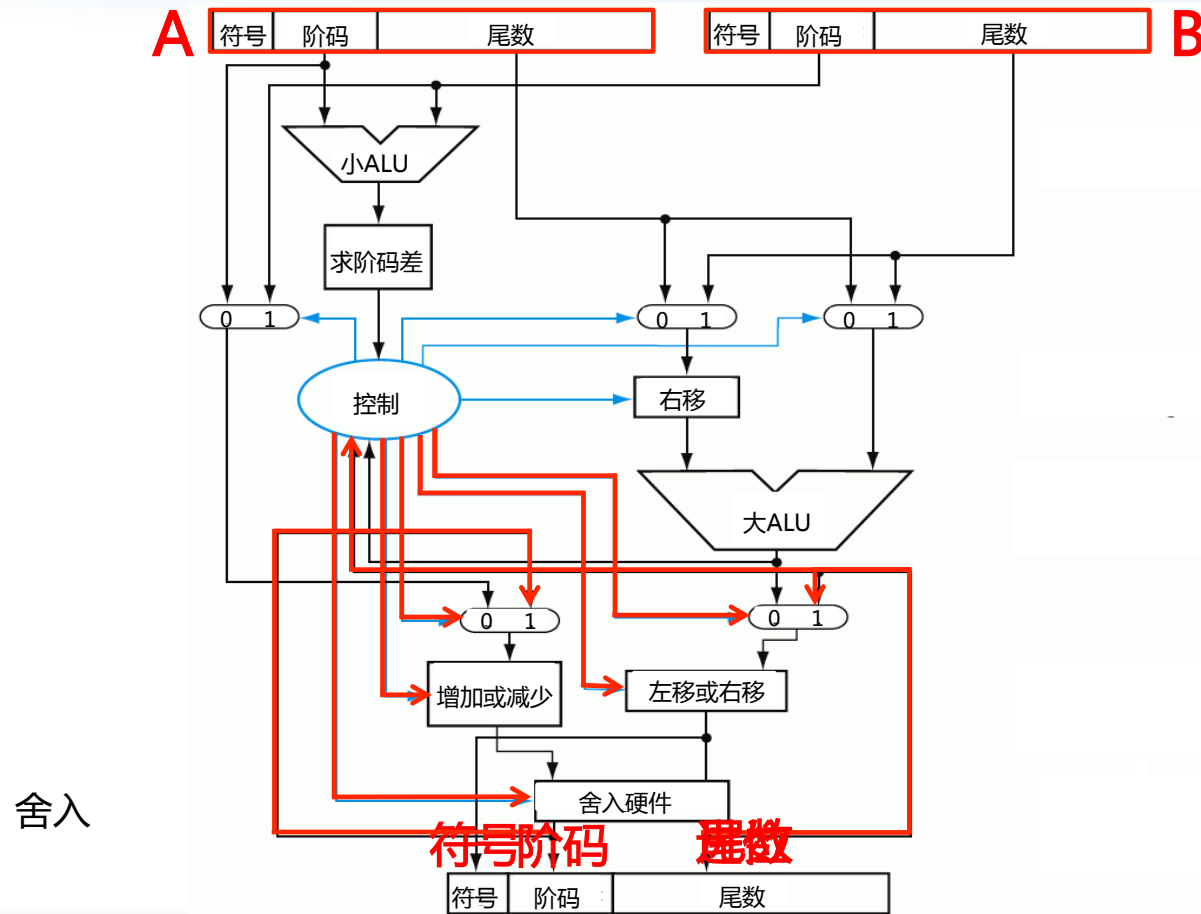 A 符号 阶码 尾数 符号 阶码 尾数 B
小ALU
求阶码差
0 1 0 1 0 1
控制 右移
大ALU
0 1 0 1
增加或减少 左移或右移
舍入 舍入硬件
符号 阶码 尾数
符号 阶码 尾数